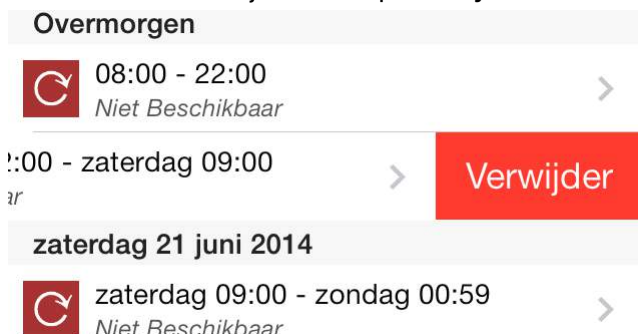 Overmorgen
08:00 - 22:00
Niet Beschikbaar
:00 - zaterdag 09:00
Verwijder
ar
zaterdag 21 juni 2014
zaterdag 09:00 - zondag 00:59
Niet Beschikbaar